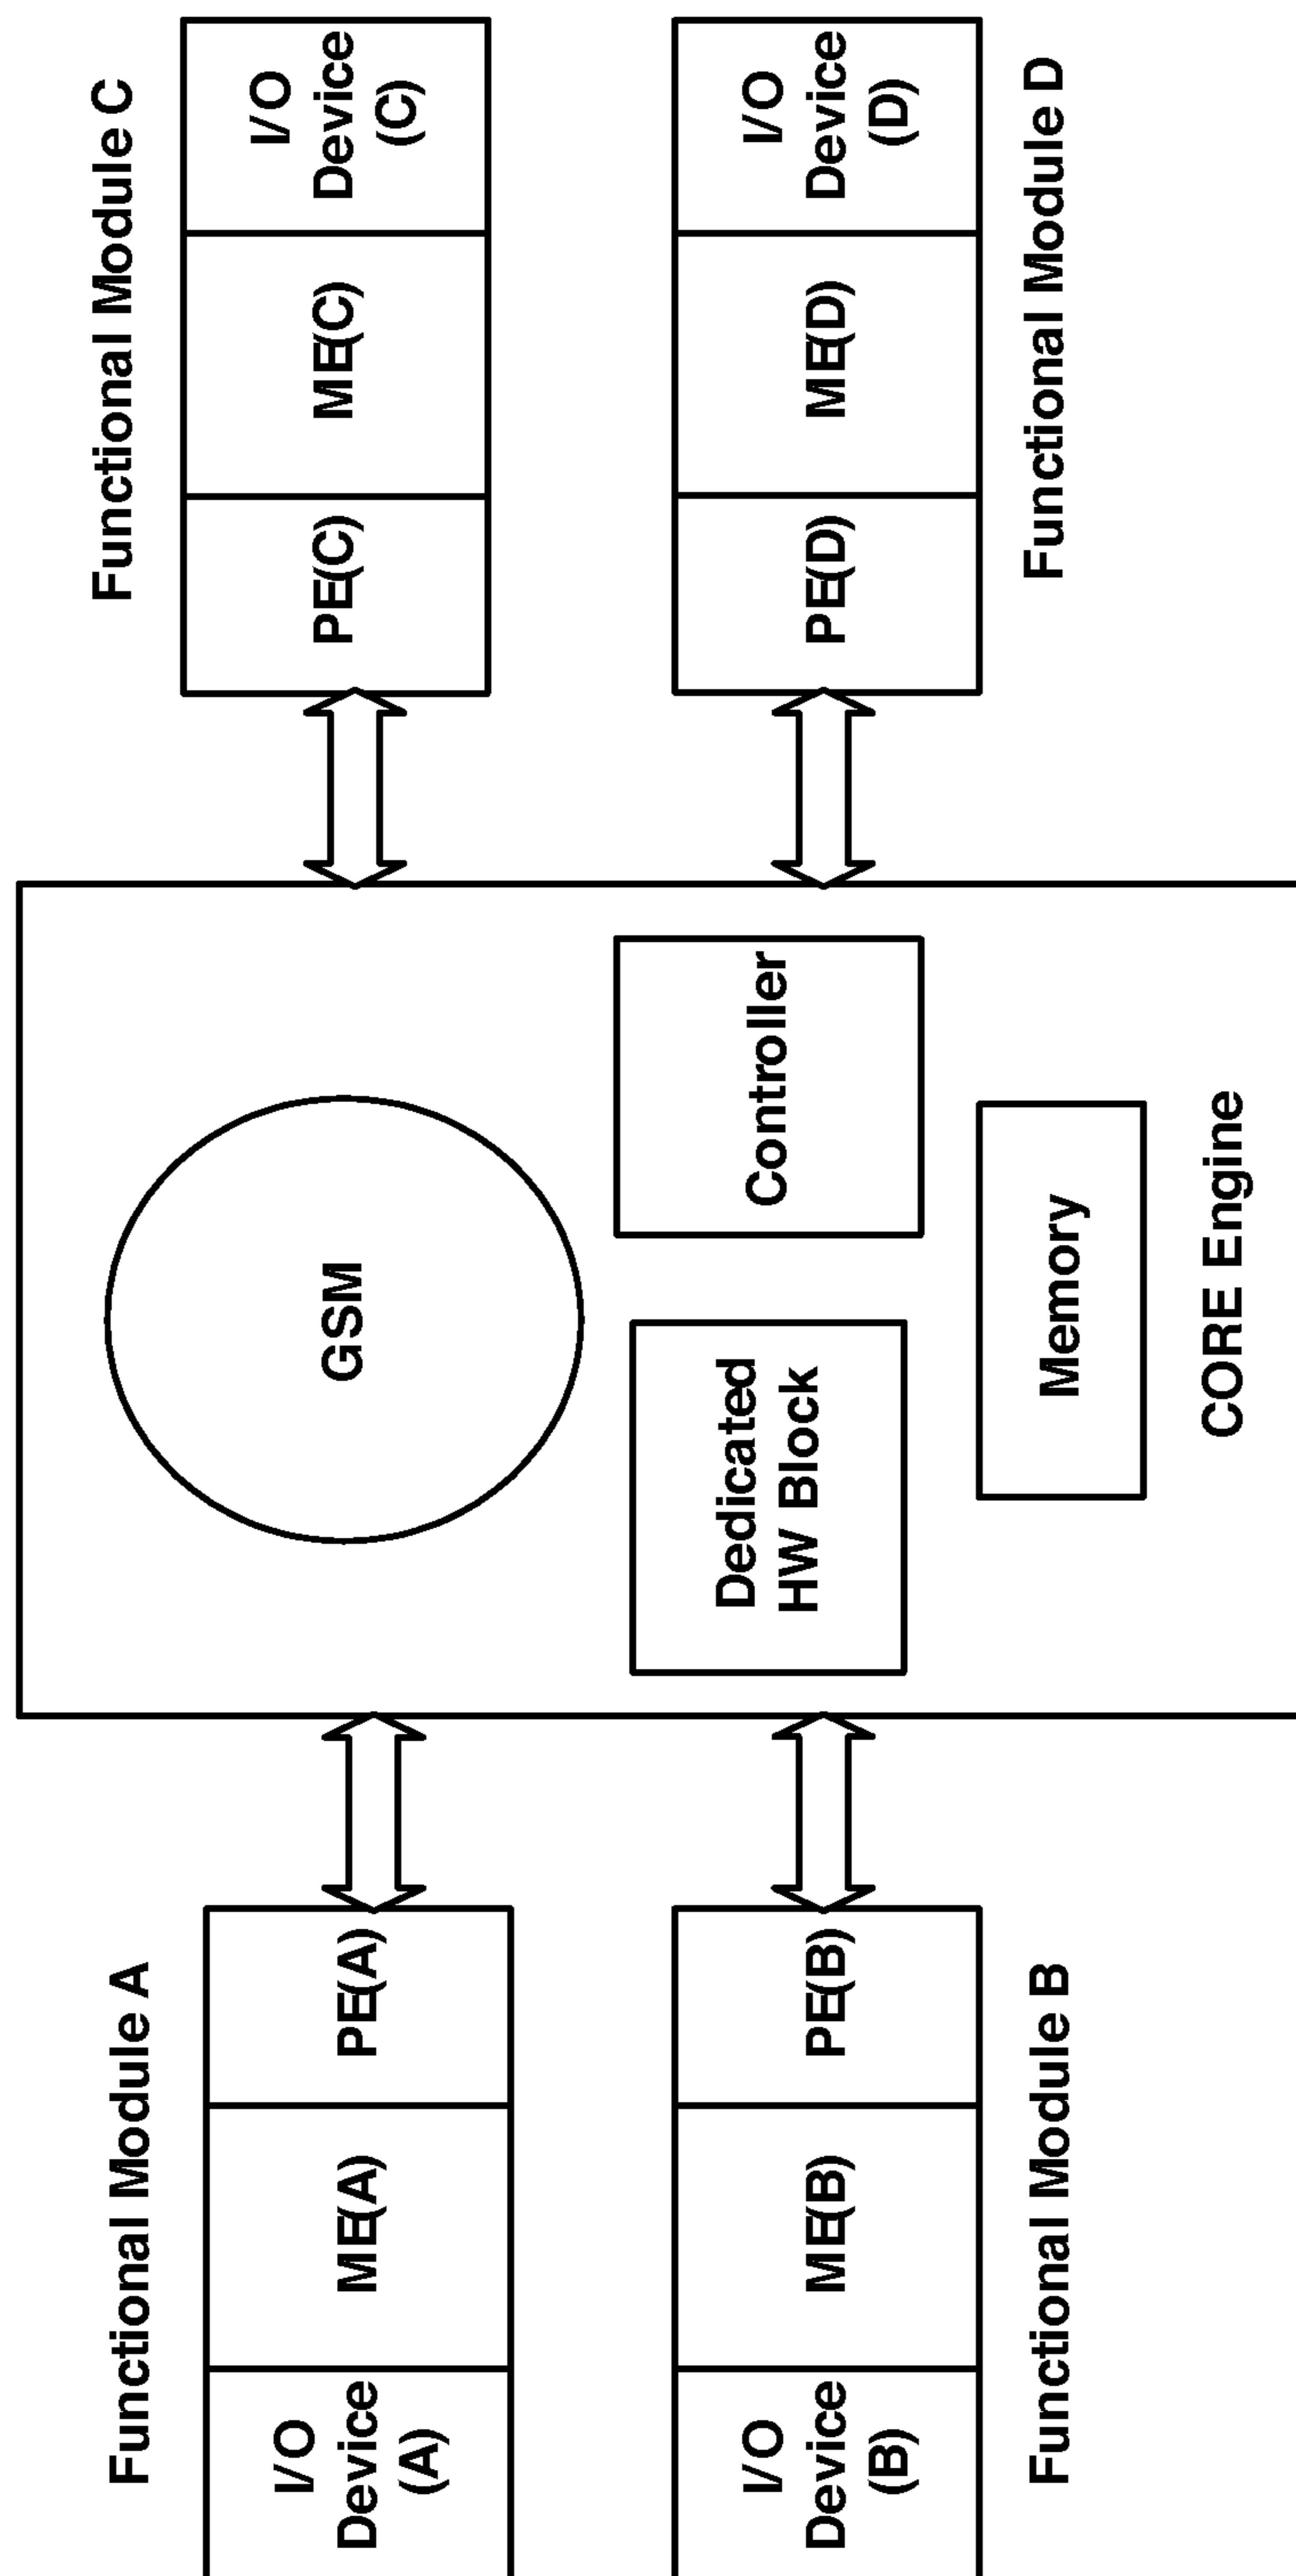 Functional Module A
I/O
Device
(A)
ME(A)
PE(A)
I/O
Device
(B)
ME(B)
PE(B)
Functional Module B
GSM
Dedicated
HW Block
Controller
Memory
CORE Engine
Functional Module C
PE(C)
ME(C)
I/O
Device
(C)
PE(D)
ME(D)
I/O
Device
(D)
Functional Module D